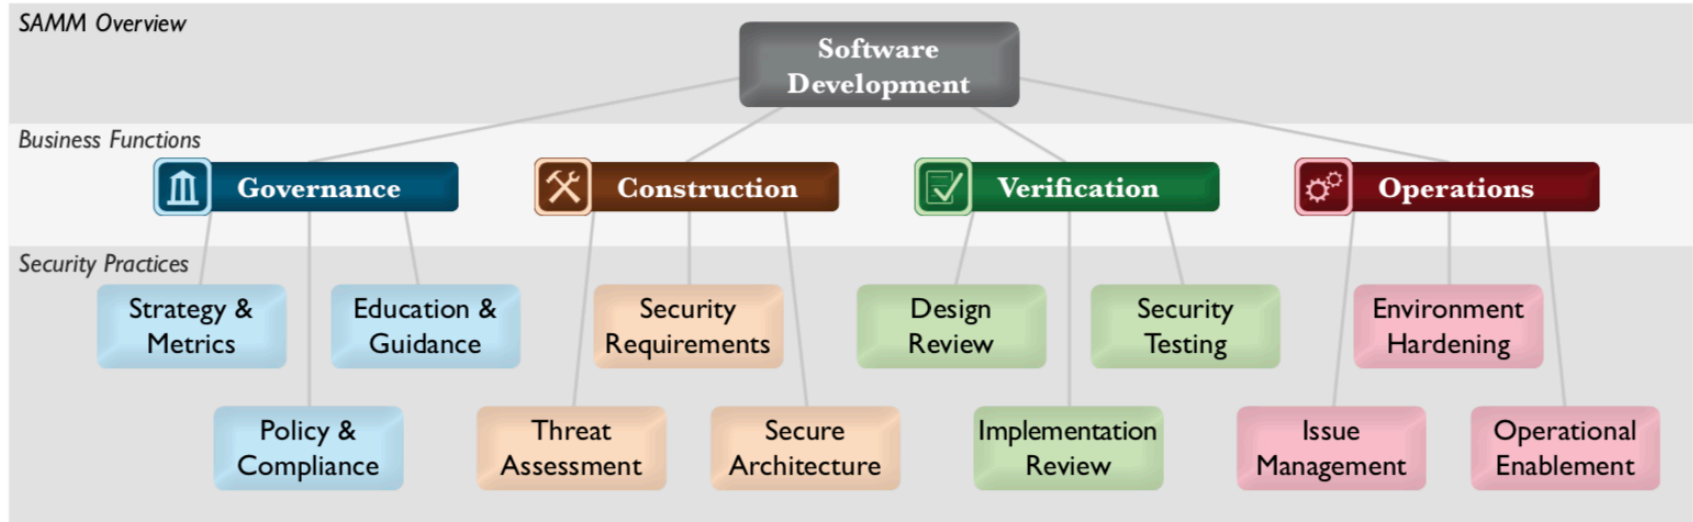 SAMM Overview
Software
Development
Business Functions
Governance
Construction
Verification
Operations
Security Practices
Strategy &
Metrics
Education &
Guidance
Security
Requirements
Design
Review
Security
Testing
Environment
Hardening
Policy &
Compliance
Threat
Assessment
Secure
Architecture
Implementation
Review
Issue
Management
Operational
Enablement